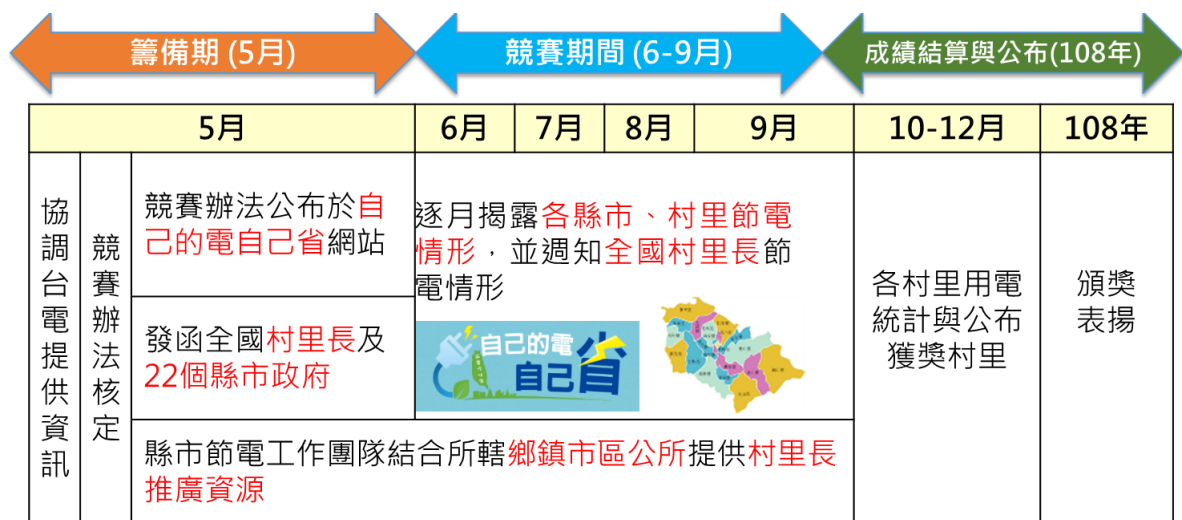 籌備期 (5月)
競賽期間 (6-9月)
成績結算與公布(108年)
5月
6月
7月
8月
9月
10-12月
108年
協調台電提供資訊
競賽辦法核定
競賽辦法公布於自
己的電自己省網站
發函全國村里長及
22個縣市政府
逐月揭露各縣市、村里節電
情形，並週知全國村里長節
電情形
自己的電
自己省
縣市節電工作團隊結合所轄鄉鎮市區公所提供村里長
推廣資源
各村里用電
統計與公布
獲獎村里
頒獎
表揚